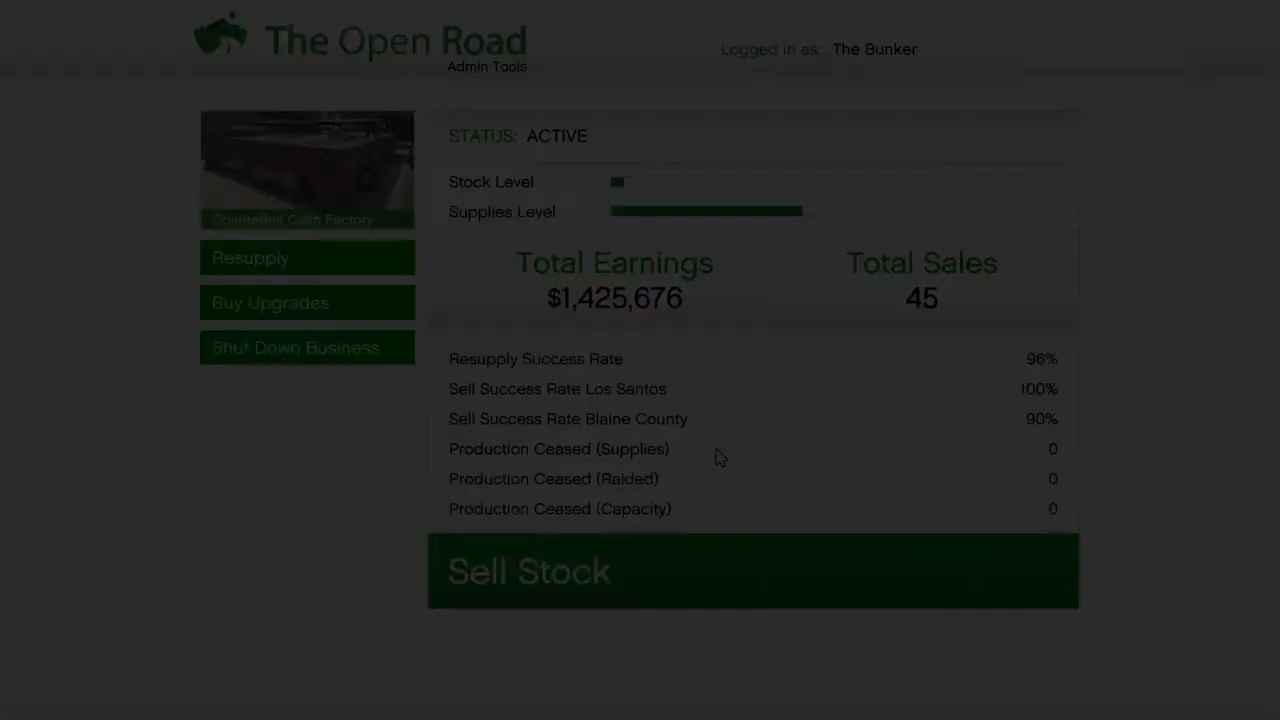 The Open Road
Admin Tools
Logged in as: The Bunker
Counterfeit Cash Factory
Resupply
Buy Upgrades
Shut Down Business
STATUS: ACTIVE
Stock Level
Supplies Level
Total Earnings
$1,425,676
Total Sales
45
Resupply Success Rate 96%
Sell Success Rate Los Santos 100%
Sell Success Rate Blaine County 90%
Production Ceased (Supplies) 0
Production Ceased (Raided) 0
Production Ceased (Capacity) 0
Sell Stock